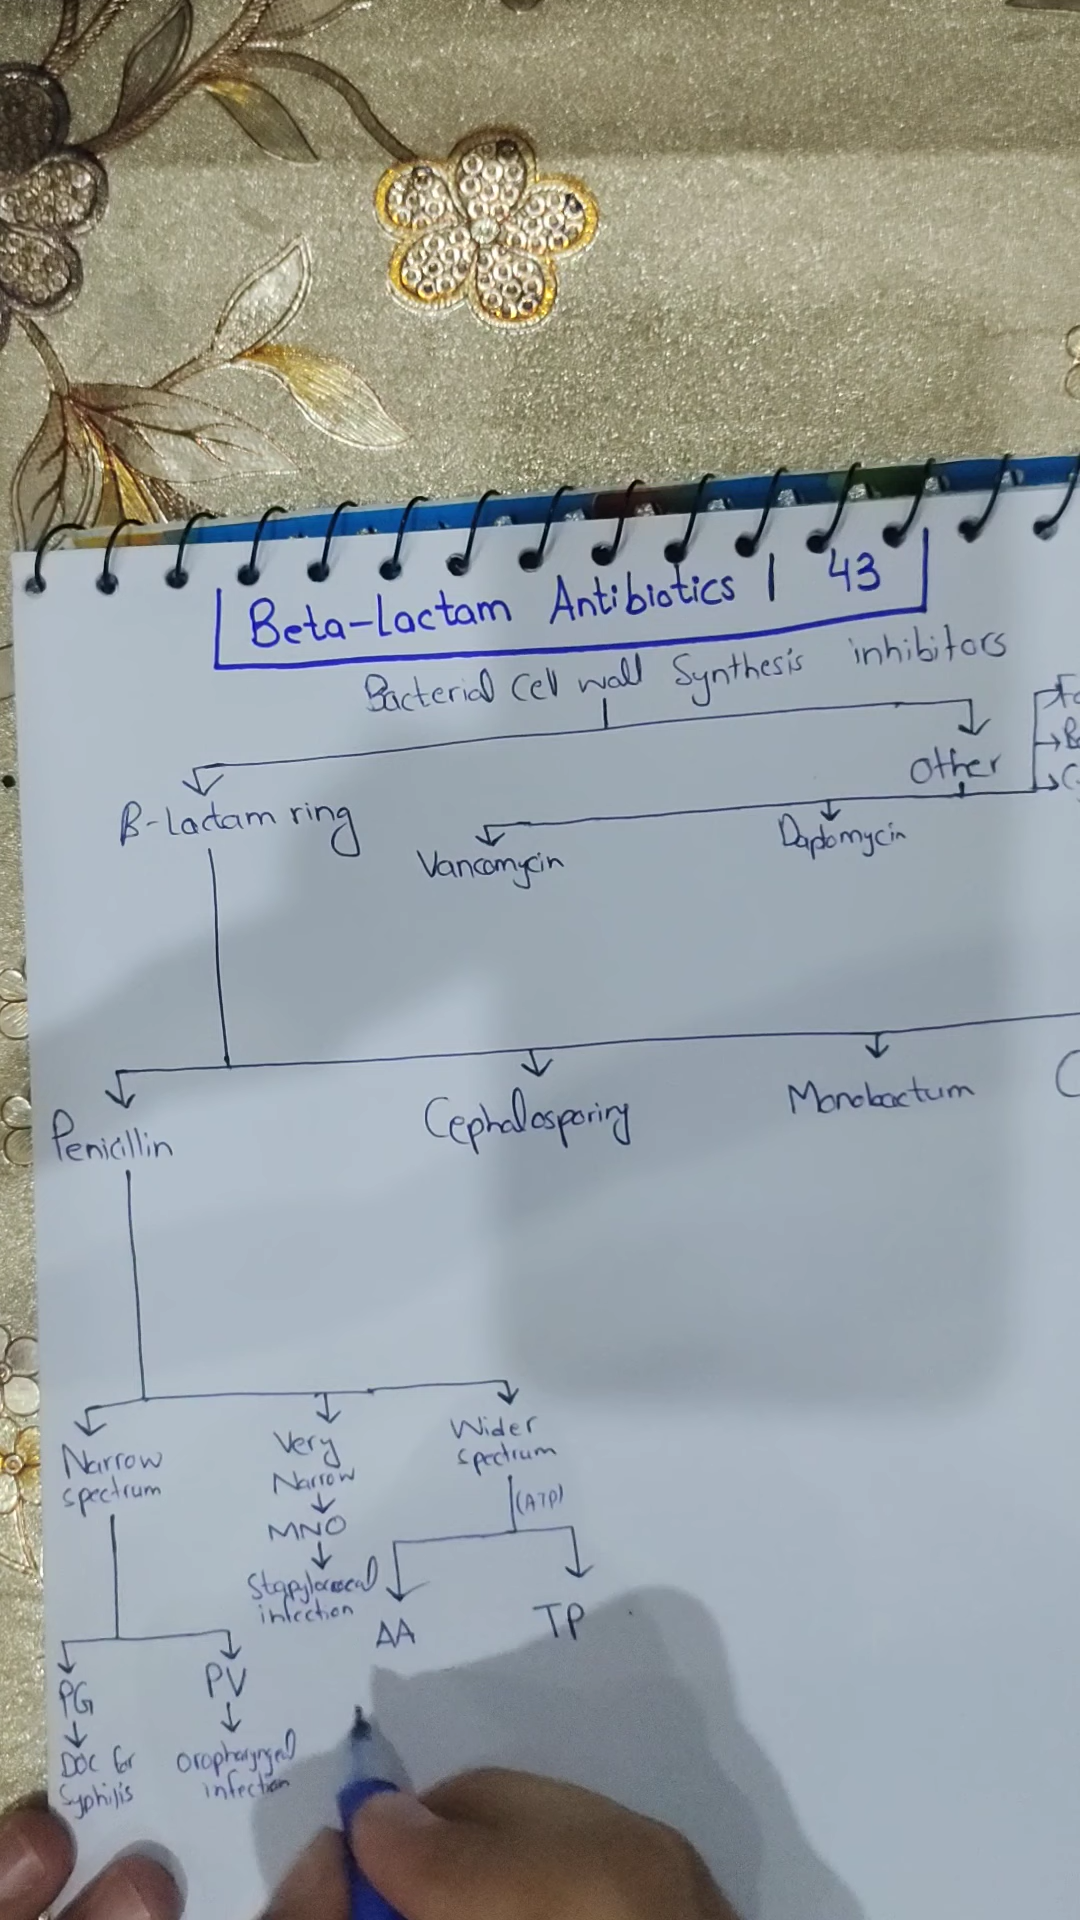 Beta-Lactam Antibiotics | 43
Bacterial Cell wall Synthesis inhibitors
Other
β-Lactam ring
Vancomycin
Daptomycin
Penicillin
Cephalosporins
Monobactum
Narrow
spectrum
Very
Narrow
MNO
Wider
spectrum
(ATP)
infection
AA
TP
PG
DOC for
Syphilis
PV
Oropharyngeal
infection